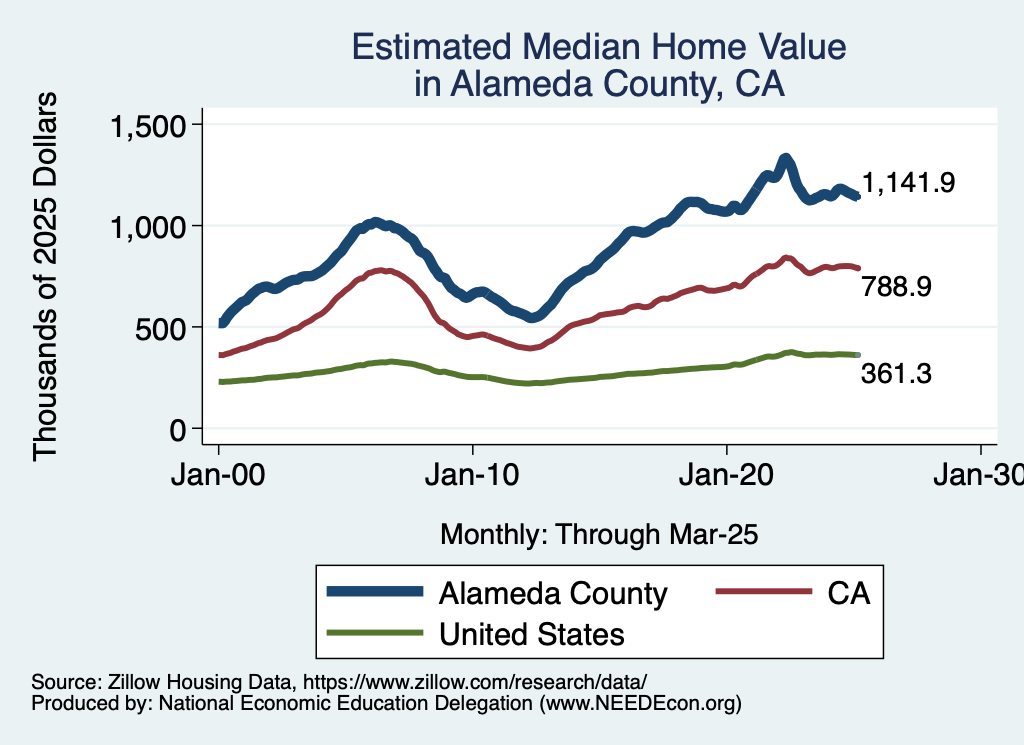 Estimated Median Home Value
in Alameda County, CA
Thousands of 2025 Dollars
1,500
1,000
500
0
1,141.9
788.9
361.3
Jan-00 Jan-10 Jan-20 Jan-30
Monthly: Through Mar-25
Alameda County CA
United States
Source: Zillow Housing Data, https://www.zillow.com/research/data/
Produced by: National Economic Education Delegation (www.NEEDEcon.org)